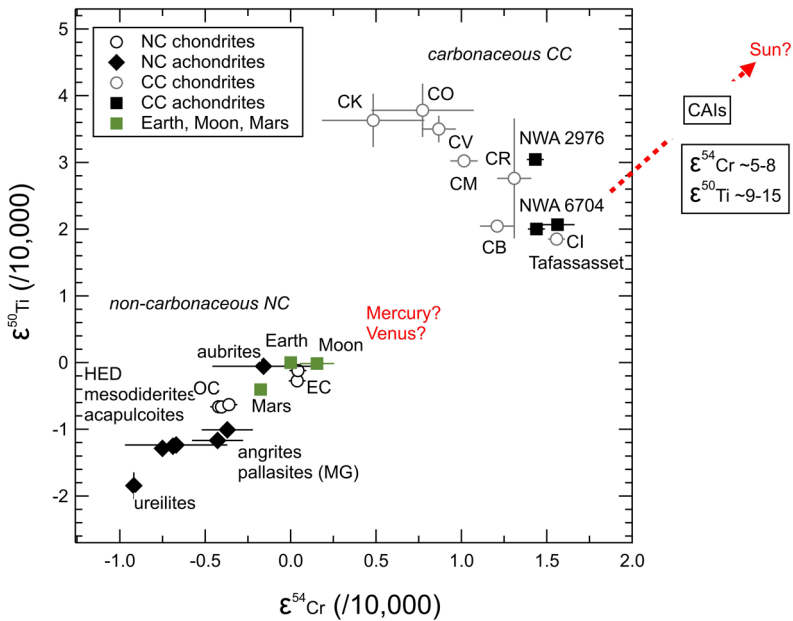 5
4
3
2
1
0
-1
-2
ε⁵⁴Cr (/10,000)
-1.0
-0.5
0.0
0.5
1.0
1.5
2.0
ε⁵⁰Ti (/10,000)
NC chondrites
NC achondrites
CC chondrites
CC achondrites
Earth, Moon, Mars
carbonaceous CC
Sun?
CAIs
ε⁵⁴Cr ~5-8
ε⁵⁰Ti ~9-15
CK
CO
CV
CM
CR
NWA 2976
NWA 6704
CB
CI
Tafassasset
non-carbonaceous NC
Mercury?
Venus?
Earth
Moon
aubrites
HED
mesodiderites
acapulcoites
OC
EC
Mars
angrites
pallasites (MG)
ureilites